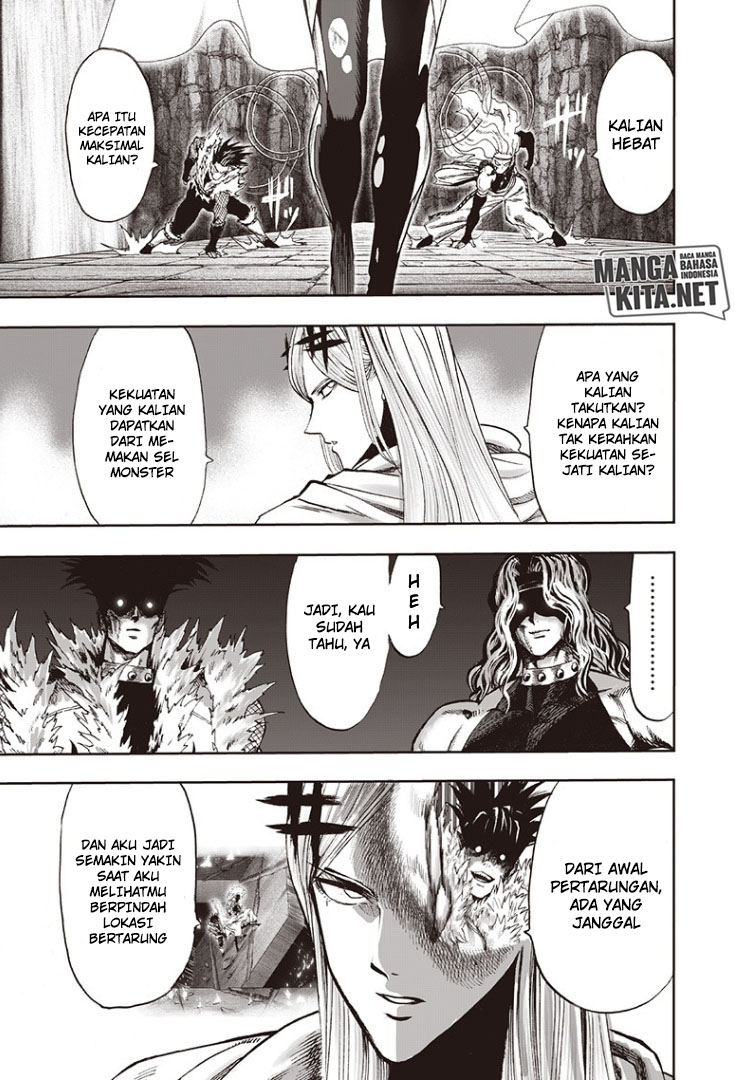 KALIAN
HEBAT
APA ITU
KECEPATAN
MAKSIMAL
KALIAN?
MANGA
KITA.NET
BACA MANGA
BAHASA
INDONESIA
APA YANG
KALIAN
TAKUTKAN?
KENAPA KALIAN
TAK KERAHKAN
KEKUATAN SE-
JATI KALIAN?
KEKUATAN
YANG KALIAN
DAPATKAN
DARI ME-
MAKAN SEL
MONSTER
..........
HEH
JADI, KAU
SUDAH
TAHU, YA
DARI AWAL
PERTARUNGAN,
ADA YANG
JANGGAL
DAN AKU JADI
SEMAKIN YAKIN
SAAT AKU
MELIHATMU
BERPINDAH
LOKASI
BERTARUNG